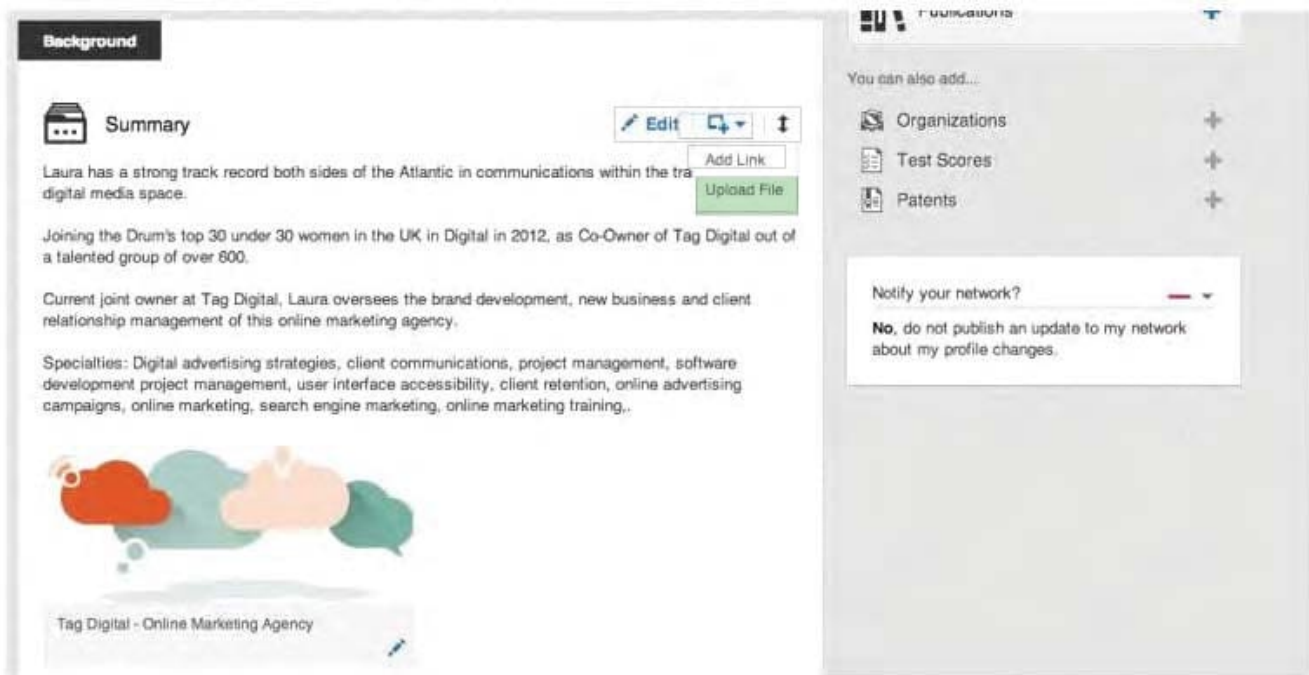 Background
Summary
Edit
Add Link
Upload File
Laura has a strong track record both sides of the Atlantic in communications within the tra
digital media space.
Joining the Drum's top 30 under 30 women in the UK in Digital in 2012, as Co-Owner of Tag Digital out of
a talented group of over 600.
Current joint owner at Tag Digital, Laura oversees the brand development, new business and client
relationship management of this online marketing agency.
Specialties: Digital advertising strategies, client communications, project management, software
development project management, user interface accessibility, client retention, online advertising
campaigns, online marketing, search engine marketing, online marketing training,.
Tag Digital - Online Marketing Agency
Publications
You can also add...
Organizations
Test Scores
Patents
Notify your network?
No, do not publish an update to my network
about my profile changes.